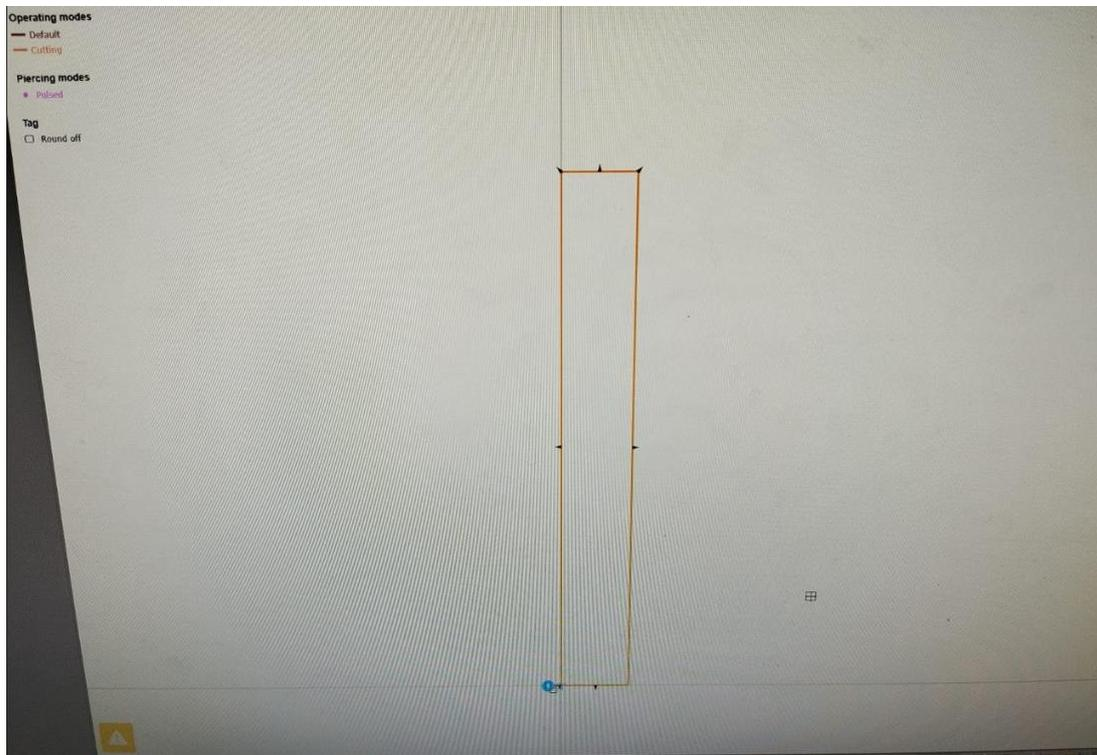 Operating modes
Default
Cutting
Piercing modes
Pulsed
Tag
Round off